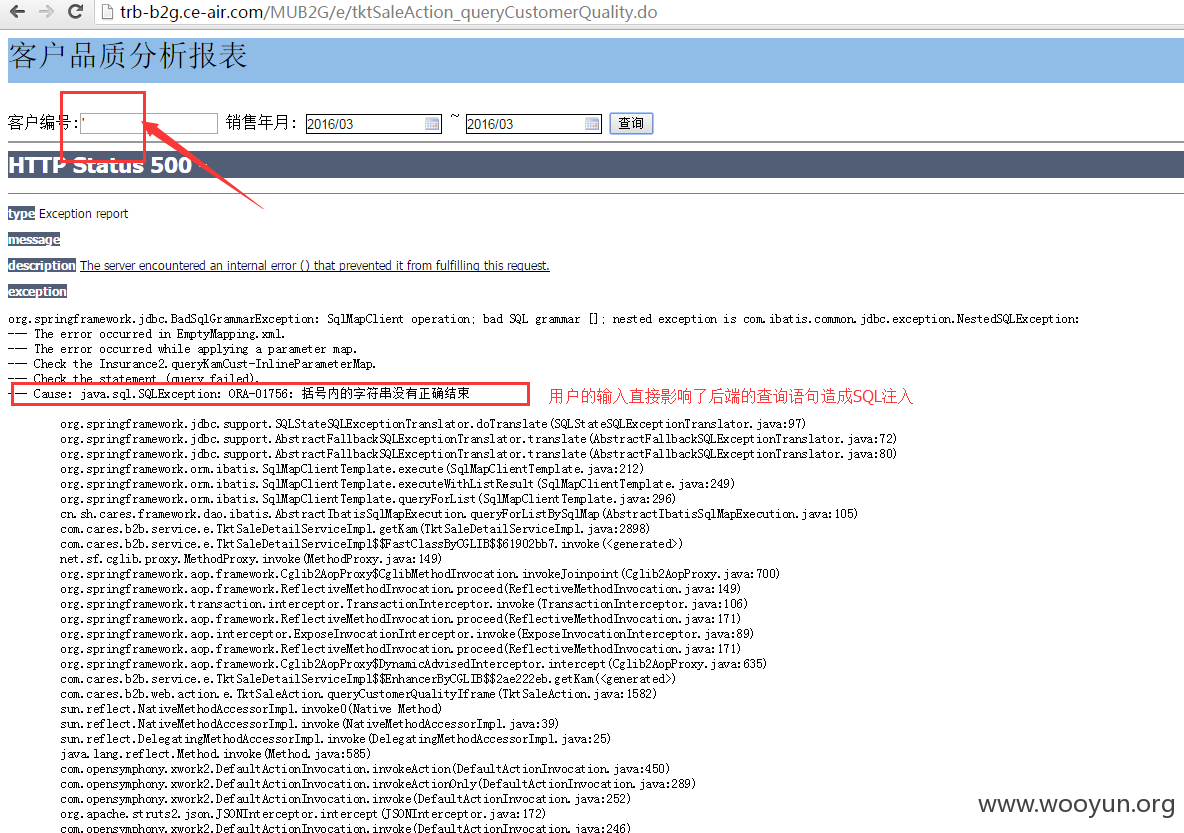 trb-b2g.ce-air.com/MUB2G/e/tktSaleAction_queryCustomerQuality.do
客户品质分析报表
客户编号:' 销售年月: 2016/03 ~ 2016/03 查询
HTTP Status 500 -
type Exception report
message
description The server encountered an internal error () that prevented it from fulfilling this request.
exception
org.springframework.jdbc.BadSqlGrammarException: SqlMapClient operation; bad SQL grammar []; nested exception is com.ibatis.common.jdbc.exception.NestedSQLException:
--- The error occurred in EmptyMapping.xml.
--- The error occurred while applying a parameter map.
--- Check the Insurance2.queryKamCust-InlineParameterMap.
--- Check the statement (query failed).
--- Cause: java.sql.SQLException: ORA-01756: 括号内的字符串没有正确结束
用户的输入直接影响了后端的查询语句造成SQL注入
org.springframework.jdbc.support.SQLStateSQLExceptionTranslator.doTranslate(SQLStateSQLExceptionTranslator.java:97)
org.springframework.jdbc.support.AbstractFallbackSQLExceptionTranslator.translate(AbstractFallbackSQLExceptionTranslator.java:72)
org.springframework.jdbc.support.AbstractFallbackSQLExceptionTranslator.translate(AbstractFallbackSQLExceptionTranslator.java:80)
org.springframework.orm.ibatis.SqlMapClientTemplate.execute(SqlMapClientTemplate.java:212)
org.springframework.orm.ibatis.SqlMapClientTemplate.executeWithListResult(SqlMapClientTemplate.java:249)
org.springframework.orm.ibatis.SqlMapClientTemplate.queryForList(SqlMapClientTemplate.java:296)
cn.sh.cares.framework.dao.ibatis.AbstractIbatisSqlMapExecution.queryForListBySqlMap(AbstractIbatisSqlMapExecution.java:105)
com.cares.b2b.service.e.TktSaleDetailServiceImpl.getKam(TktSaleDetailServiceImpl.java:2898)
com.cares.b2b.service.e.TktSaleDetailServiceImpl$$FastClassByCGLIB$$61902bb7.invoke(<generated>)
net.sf.cglib.proxy.MethodProxy.invoke(MethodProxy.java:149)
org.springframework.aop.framework.Cglib2AopProxy$CglibMethodInvocation.invokeJoinpoint(Cglib2AopProxy.java:700)
org.springframework.aop.framework.ReflectiveMethodInvocation.proceed(ReflectiveMethodInvocation.java:149)
org.springframework.transaction.interceptor.TransactionInterceptor.invoke(TransactionInterceptor.java:106)
org.springframework.aop.framework.ReflectiveMethodInvocation.proceed(ReflectiveMethodInvocation.java:171)
org.springframework.aop.interceptor.ExposeInvocationInterceptor.invoke(ExposeInvocationInterceptor.java:89)
org.springframework.aop.framework.ReflectiveMethodInvocation.proceed(ReflectiveMethodInvocation.java:171)
org.springframework.aop.framework.Cglib2AopProxy$DynamicAdvisedInterceptor.intercept(Cglib2AopProxy.java:635)
com.cares.b2b.service.e.TktSaleDetailServiceImpl$$EnhancerByCGLIB$$2ae222eb.getKam(<generated>)
com.cares.b2b.web.action.e.TktSaleAction.queryCustomerQualityIframe(TktSaleAction.java:1582)
sun.reflect.NativeMethodAccessorImpl.invoke0(Native Method)
sun.reflect.NativeMethodAccessorImpl.invoke(NativeMethodAccessorImpl.java:39)
sun.reflect.DelegatingMethodAccessorImpl.invoke(DelegatingMethodAccessorImpl.java:25)
java.lang.reflect.Method.invoke(Method.java:585)
com.opensymphony.xwork2.DefaultActionInvocation.invokeAction(DefaultActionInvocation.java:450)
com.opensymphony.xwork2.DefaultActionInvocation.invokeActionOnly(DefaultActionInvocation.java:289)
com.opensymphony.xwork2.DefaultActionInvocation.invoke(DefaultActionInvocation.java:252)
org.apache.struts2.json.JSONInterceptor.intercept(JSONInterceptor.java:172)
com.opensymphony.xwork2.DefaultActionInvocation.invoke(DefaultActionInvocation.java:246)
www.wooyun.org